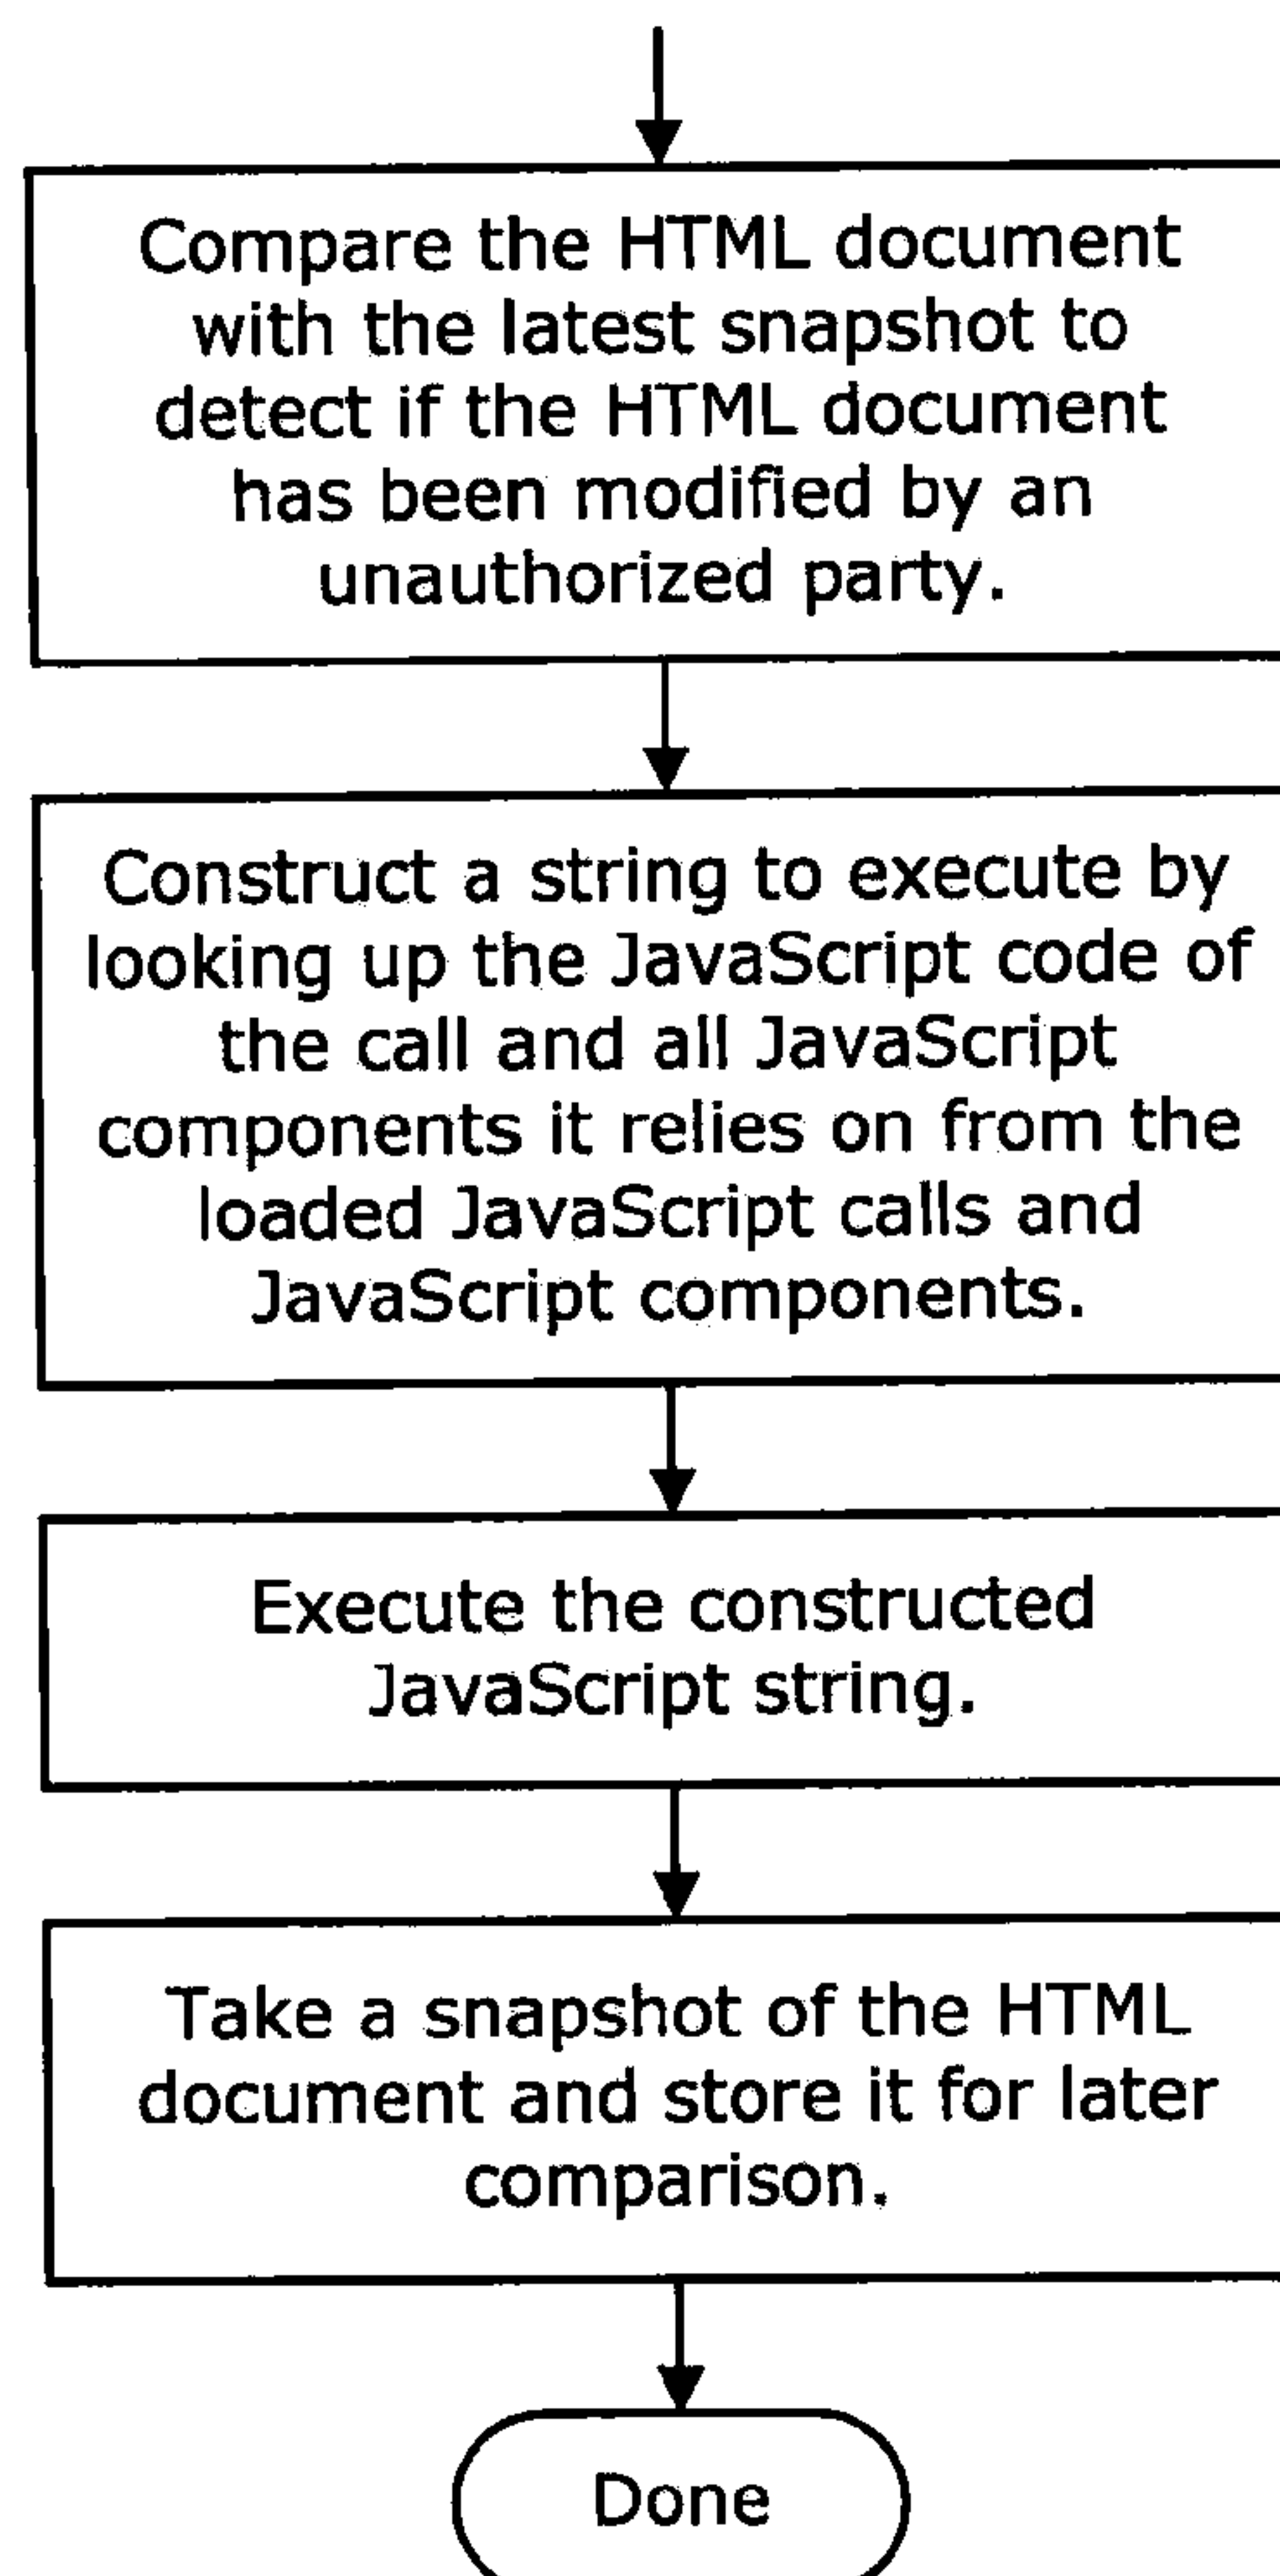 Compare the HTML document
with the latest snapshot to
detect if the HTML document
has been modified by an
unauthorized party.
Construct a string to execute by
looking up the JavaScript code of
the call and all JavaScript
components it relies on from the
loaded JavaScript calls and
JavaScript components.
Execute the constructed
JavaScript string.
Take a snapshot of the HTML
document and store it for later
comparison.
Done